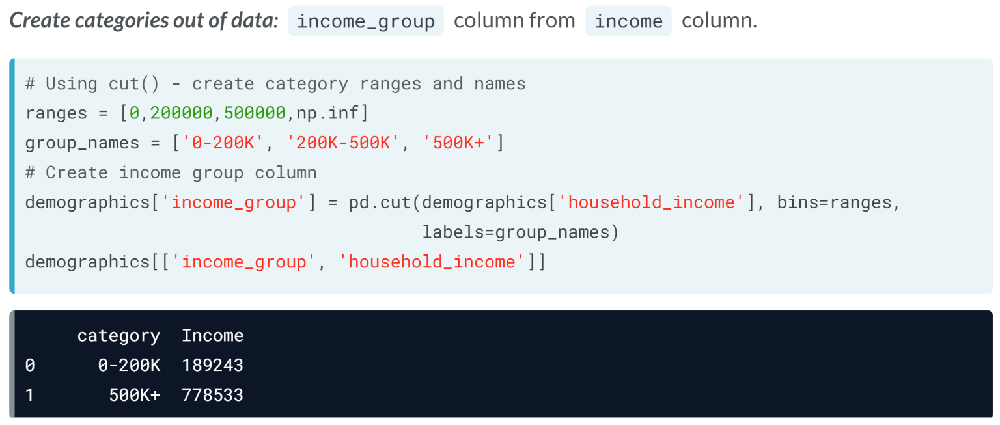 Create categories out of data: income_group column from income column.
# Using cut() - create category ranges and names
ranges = [0,200000,500000,np.inf]
group_names = ['0-200K', '200K-500K', '500K+']
# Create income group column
demographics['income_group'] = pd.cut(demographics['household_income'], bins=ranges,
labels=group_names)
demographics[['income_group', 'household_income']]
category Income
0 0-200K 189243
1 500K+ 778533